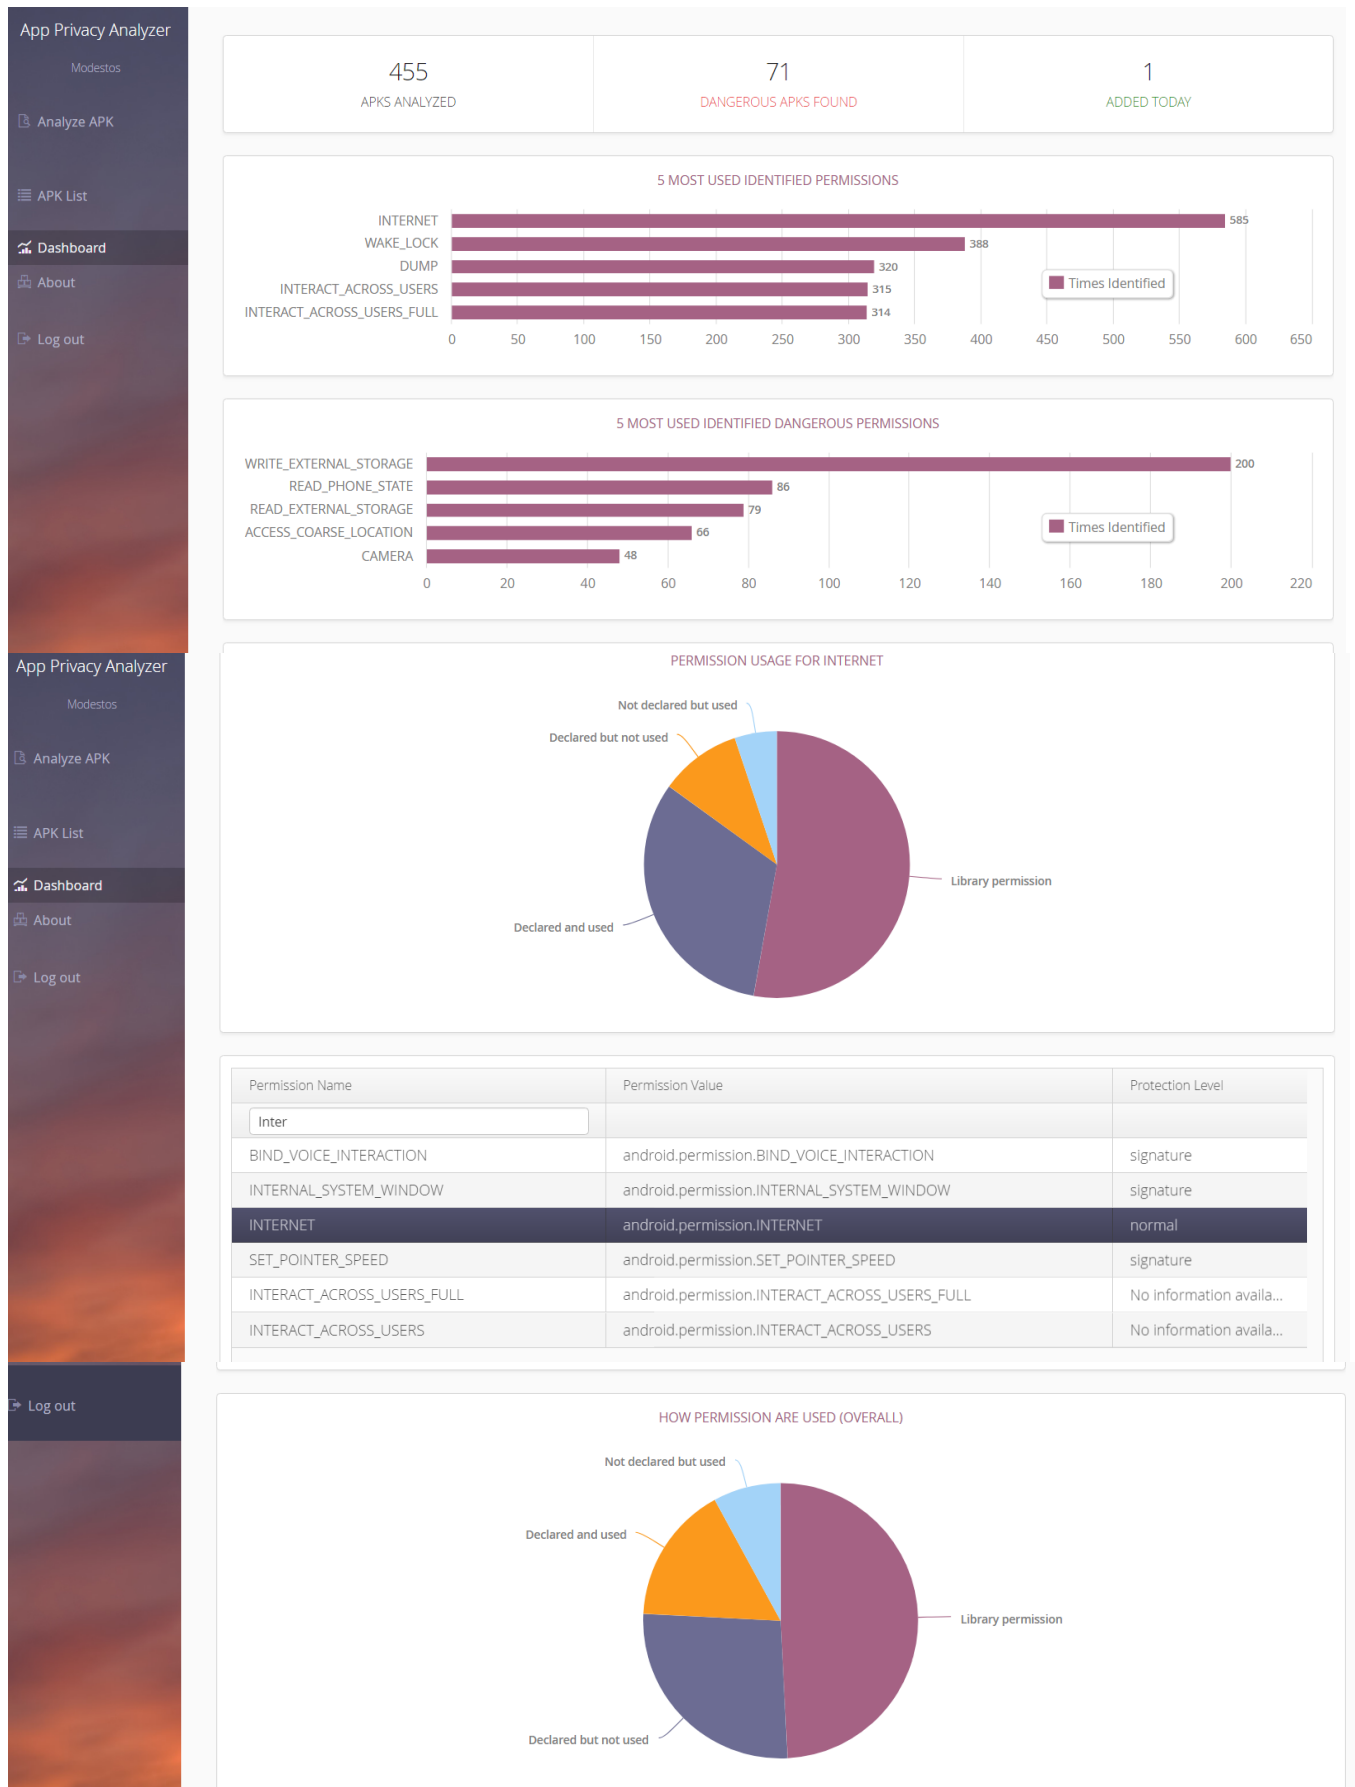 App Privacy Analyzer
Modestos
Analyze APK
APK List
Dashboard
About
Log out
455
APKS ANALYZED
71
DANGEROUS APKS FOUND
1
ADDED TODAY
5 MOST USED IDENTIFIED PERMISSIONS
INTERNET 585
WAKE_LOCK 388
DUMP 320
INTERACT_ACROSS_USERS 315
INTERACT_ACROSS_USERS_FULL 314
Times Identified
0 50 100 150 200 250 300 350 400 450 500 550 600 650
5 MOST USED IDENTIFIED DANGEROUS PERMISSIONS
WRITE_EXTERNAL_STORAGE 200
READ_PHONE_STATE 86
READ_EXTERNAL_STORAGE 79
ACCESS_COARSE_LOCATION 66
CAMERA 48
Times Identified
0 20 40 60 80 100 120 140 160 180 200 220
App Privacy Analyzer
Modestos
Analyze APK
APK List
Dashboard
About
Log out
PERMISSION USAGE FOR INTERNET
Not declared but used
Declared but not used
Library permission
Declared and used
Permission Name Permission Value Protection Level
Inter
BIND_VOICE_INTERACTION android.permission.BIND_VOICE_INTERACTION signature
INTERNAL_SYSTEM_WINDOW android.permission.INTERNAL_SYSTEM_WINDOW signature
INTERNET android.permission.INTERNET normal
SET_POINTER_SPEED android.permission.SET_POINTER_SPEED signature
INTERACT_ACROSS_USERS_FULL android.permission.INTERACT_ACROSS_USERS_FULL No information availa...
INTERACT_ACROSS_USERS android.permission.INTERACT_ACROSS_USERS No information availa...
Log out
HOW PERMISSION ARE USED (OVERALL)
Not declared but used
Declared and used
Library permission
Declared but not used